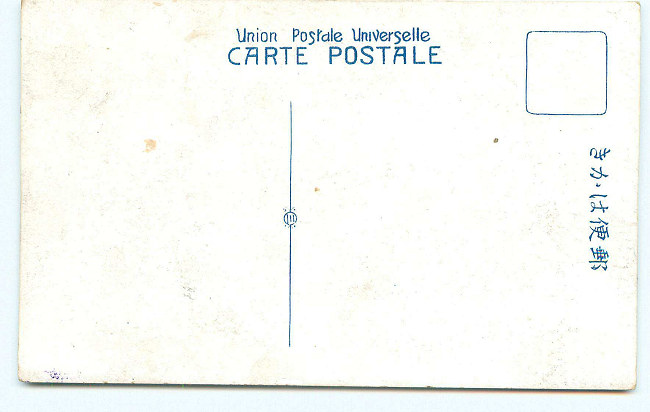 Union Postale Universelle
CARTE POSTALE
郵便はかき